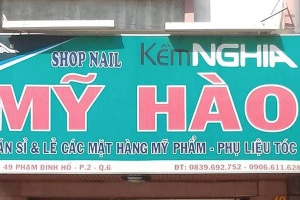 SHOP NAIL KềmNGHIA
MỸ HÀO
ÁN SỈ & LẺ CÁC MẶT HÀNG MỸ PHẨM - PHỤ LIỆU TÓC
49 PHẠM ĐÌNH HỔ - P.2 - Q.6 ĐT: 0839.692.752 - 0906.611.62